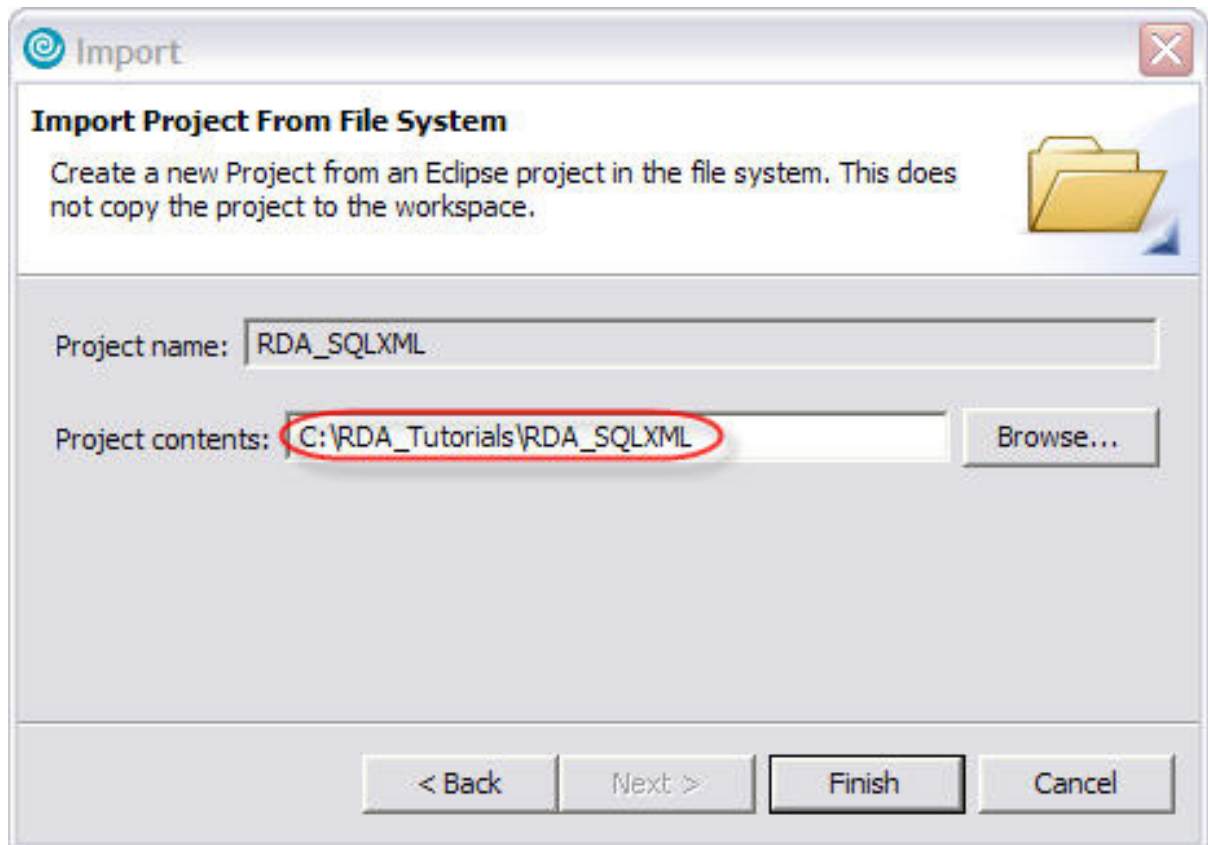 Import
Import Project From File System
Create a new Project from an Eclipse project in the file system. This does
not copy the project to the workspace.
Project name: RDA_SQLXML
Project contents: C:\RDA_Tutorials\RDA_SQLXML Browse...
< Back Next > Finish Cancel